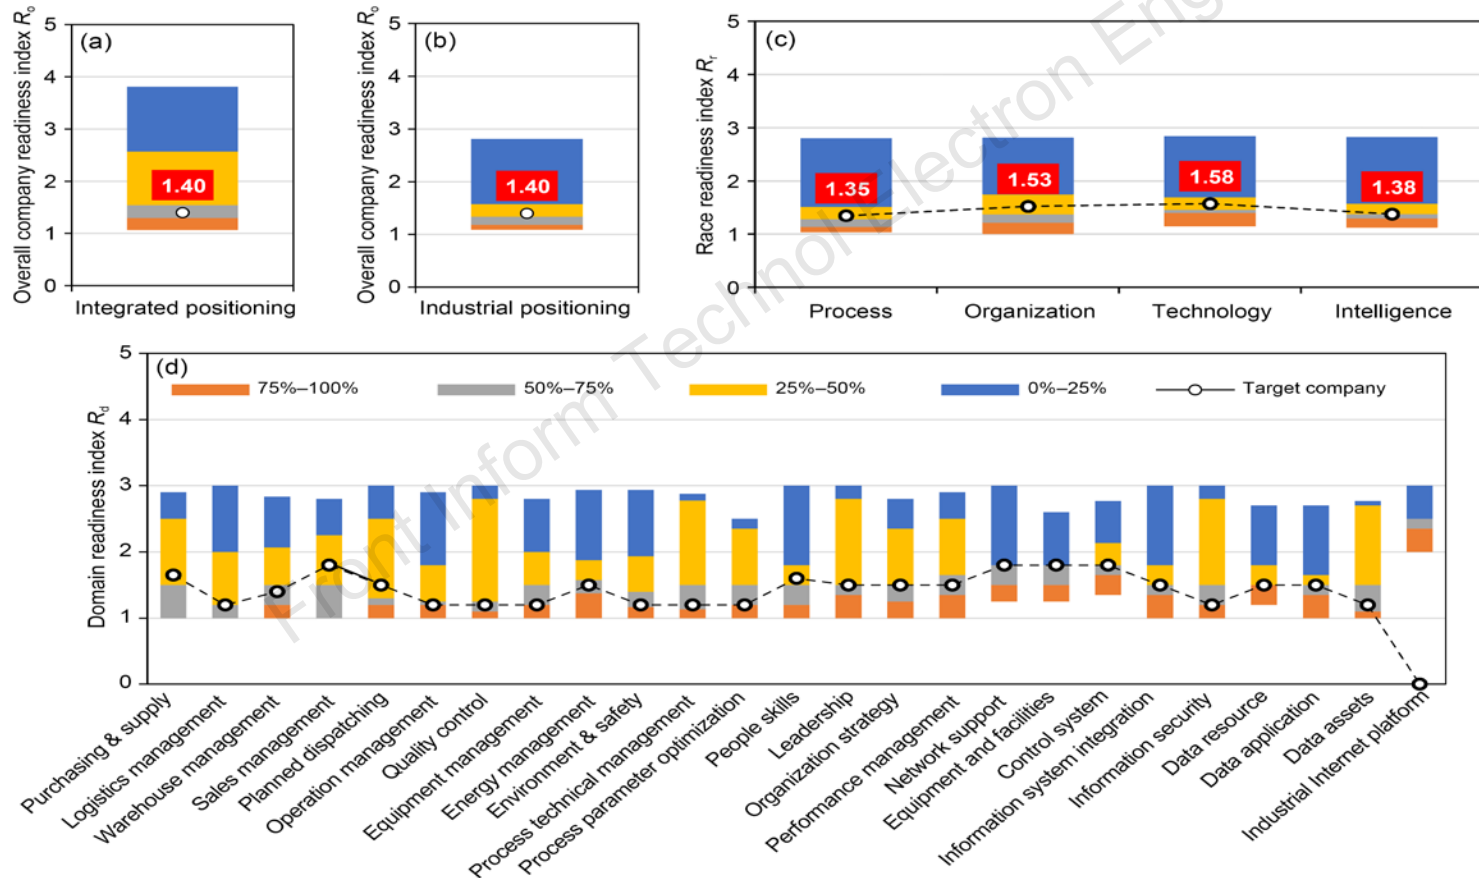 (a)
Overall company readiness index Ro
5
4
3
2
1
0
1.40
Integrated positioning
(b)
Overall company readiness index Ro
5
4
3
2
1
0
1.40
Industrial positioning
(c)
Race readiness index Rr
5
4
3
2
1
0
1.35
1.53
1.58
1.38
Process
Organization
Technology
Intelligence
(d)
Domain readiness index Rd
5
4
3
2
1
0
75%–100%
50%–75%
25%–50%
0%–25%
Target company
Purchasing & supply
Logistics management
Warehouse management
Sales management
Planned dispatching
Operation management
Quality control
Equipment management
Energy management
Environment & safety
Process technical management
Process parameter optimization
People skills
Leadership
Organization strategy
Performance management
Network support
Equipment and facilities
Control system
Information system integration
Information security
Data resource
Data application
Data assets
Industrial Internet platform
Front Inform Technol Electron Eng